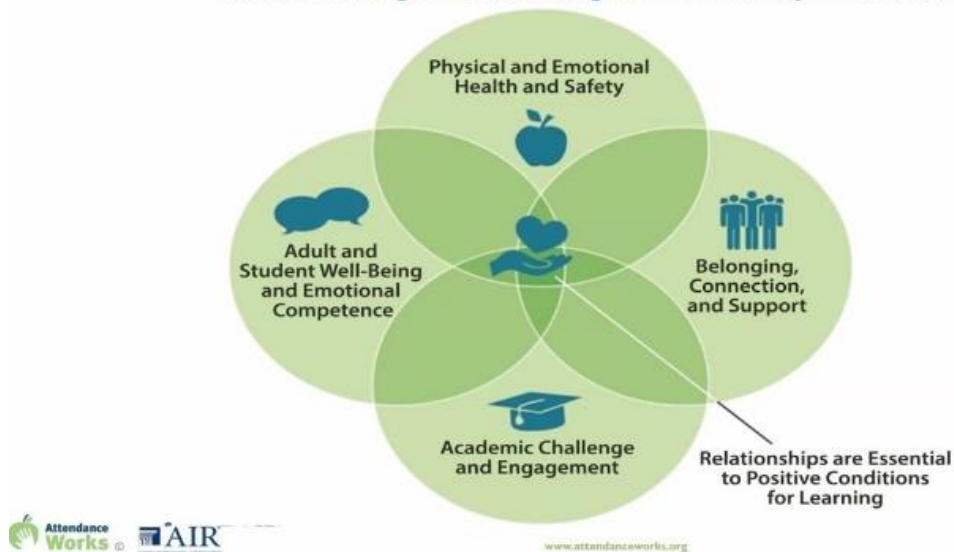 Physical and Emotional
Health and Safety
Adult and
Student Well-Being
and Emotional
Competence
Belonging,
Connection,
and Support
Academic Challenge
and Engagement
Relationships are Essential
to Positive Conditions
for Learning
Attendance
Works ©
AIR
www.attendanceworks.org